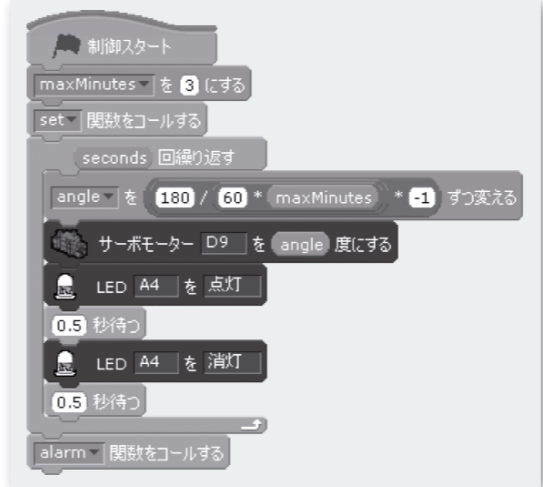 制御スタート
maxMinutes▼ を 3 にする
set▼ 関数をコールする
seconds 回繰り返す
angle▼ を 180 / 60 * maxMinutes * -1 ずつ変える
サーボモーター D9 を angle 度にする
LED A4 を 点灯
0.5 秒待つ
LED A4 を 消灯
0.5 秒待つ
alarm▼ 関数をコールする